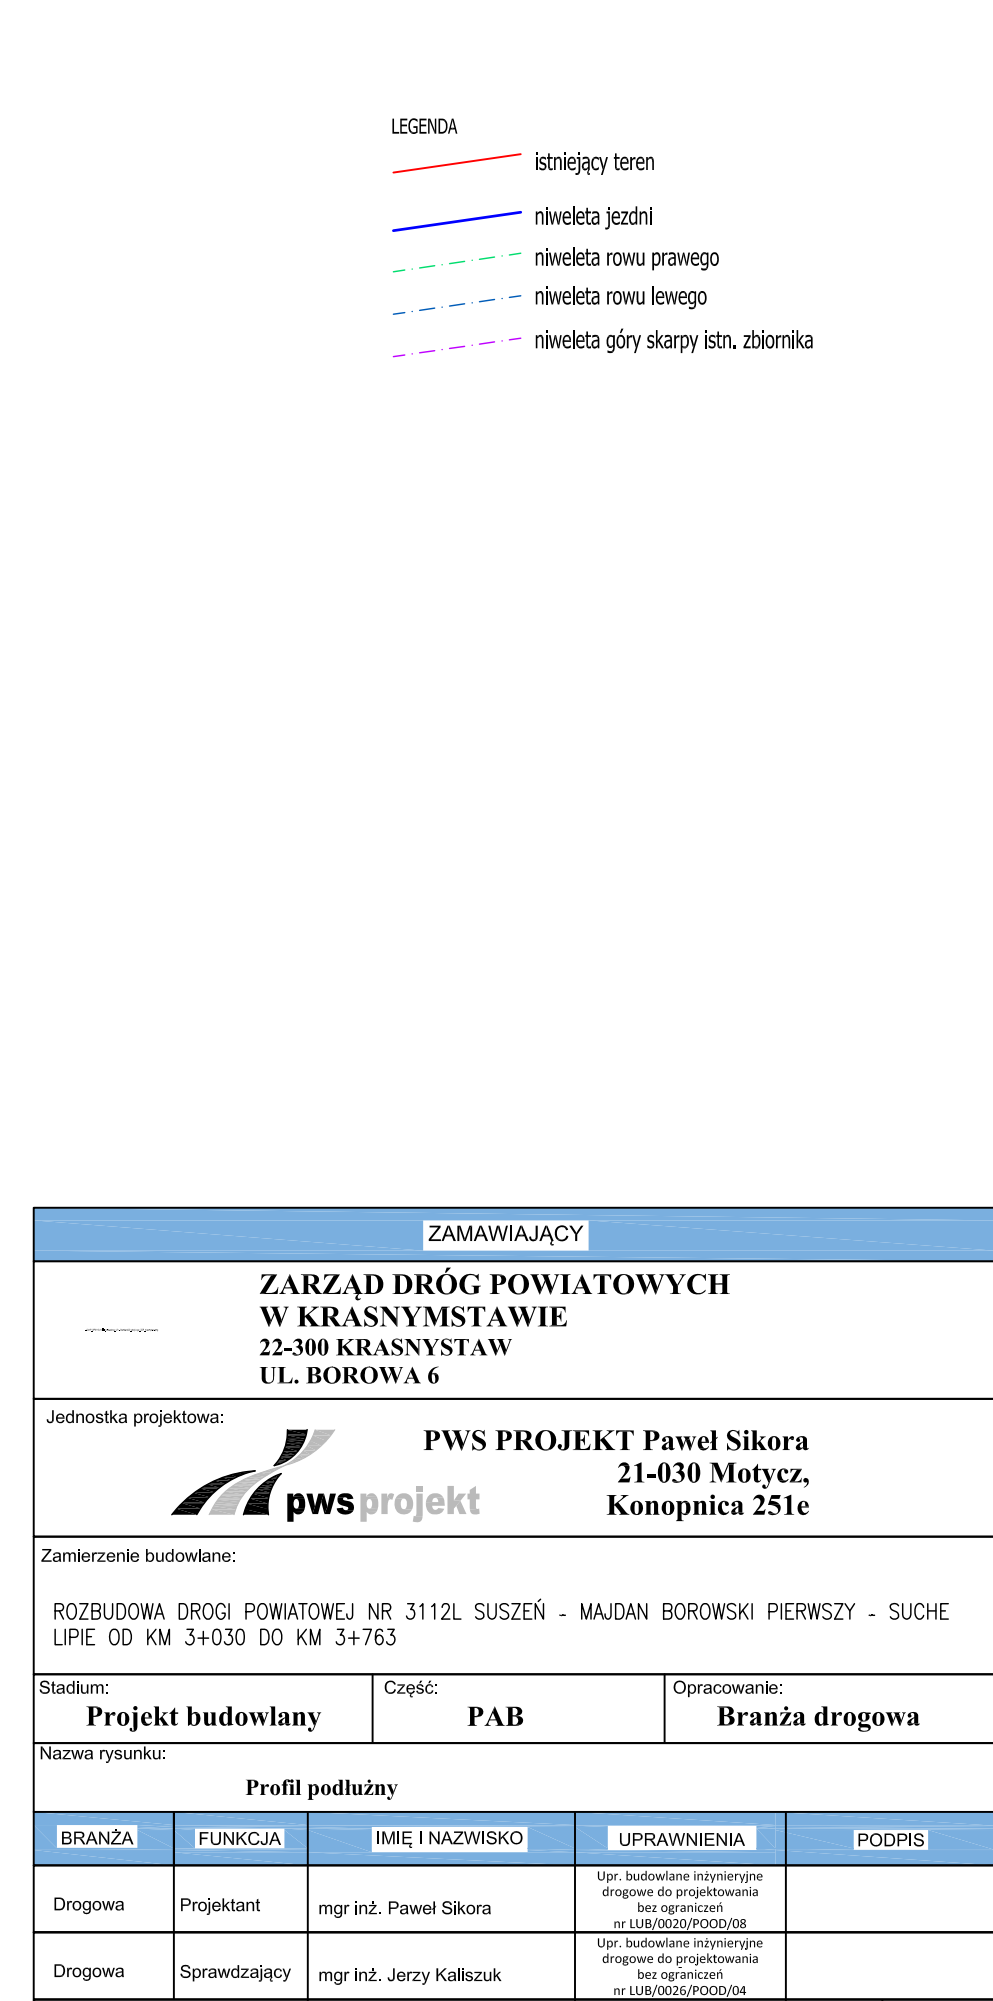 LEGENDA
istniejący teren
niweleta jezdni
niweleta rowu prawego
niweleta rowu lewego
niweleta góry skarpy istn. zbiornika
ZAMAWIAJĄCY
ZARZĄD DRÓG POWIATOWYCH
W KRASNYMSTAWIE
22-300 KRASNYSTAW
UL. BOROWA 6
Jednostka projektowa:
pwsprojekt
PWS PROJEKT Paweł Sikora
21-030 Motycz,
Konopnica 251e
Zamierzenie budowlane:
ROZBUDOWA DROGI POWIATOWEJ NR 3112L SUSZEŃ - MAJDAN BOROWSKI PIERWSZY - SUCHE
LIPIE OD KM 3+030 DO KM 3+763
Stadium:
Projekt budowlany
Część:
PAB
Opracowanie:
Branża drogowa
Nazwa rysunku:
Profil podłużny
BRANŻA FUNKCJA IMIĘ I NAZWISKO UPRAWNIENIA PODPIS
Drogowa Projektant mgr inż. Paweł Sikora
Upr. budowlane inżynieryjne
drogowe do projektowania
bez ograniczeń
nr LUB/0020/POOD/08
Drogowa Sprawdzający mgr inż. Jerzy Kaliszuk
Upr. budowlane inżynieryjne
drogowe do projektowania
bez ograniczeń
nr LUB/0026/POOD/04